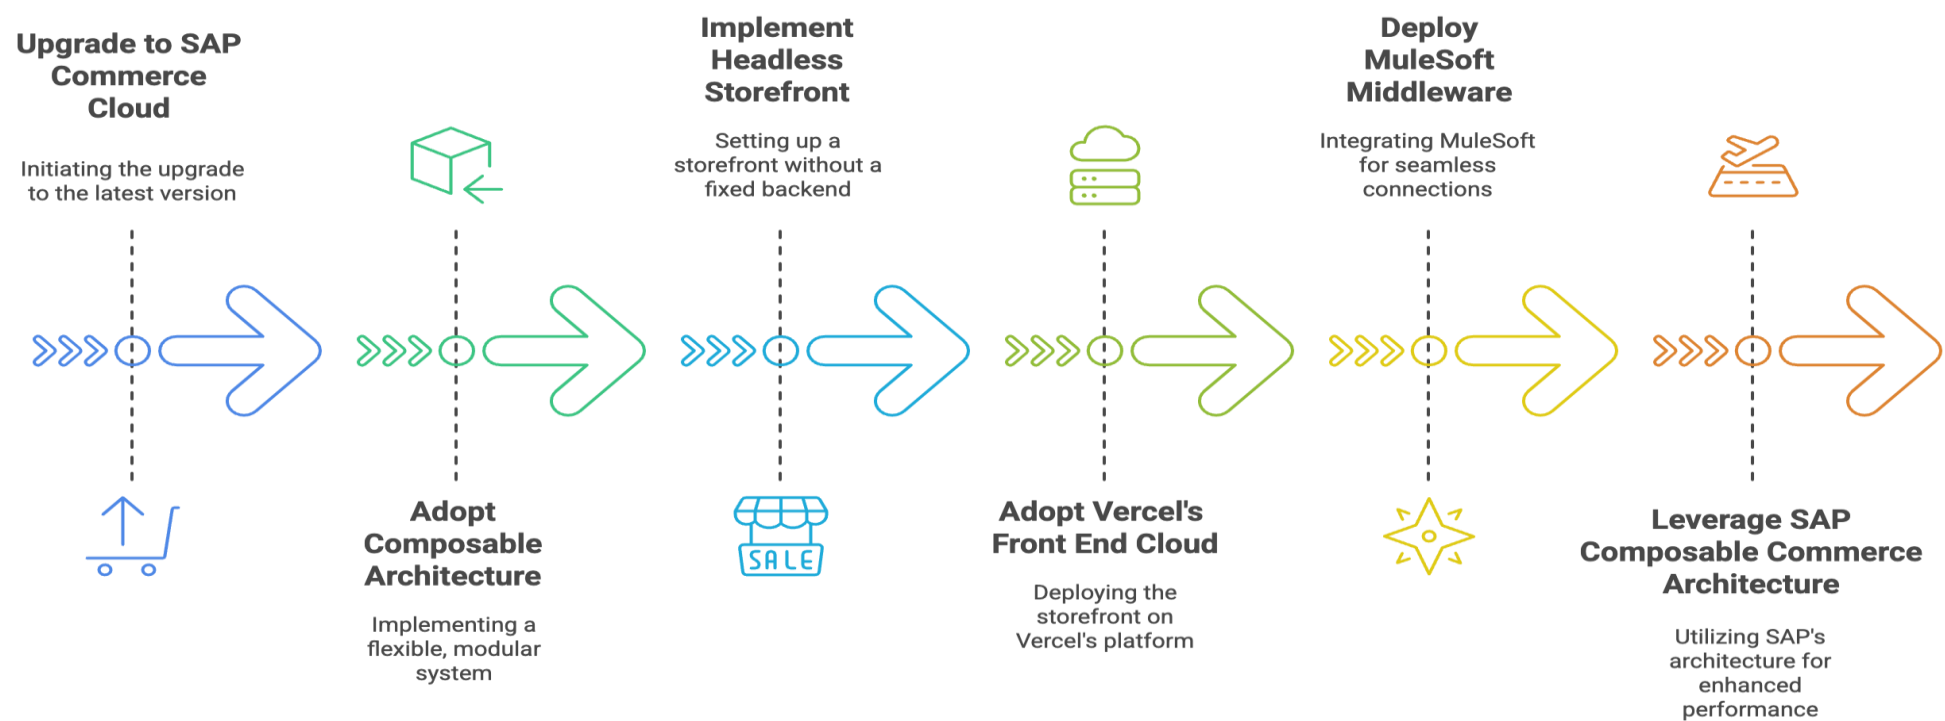 Upgrade to SAP
Commerce
Cloud
Initiating the upgrade
to the latest version
Adopt
Composable
Architecture
Implementing a
flexible, modular
system
Implement
Headless
Storefront
Setting up a
storefront without a
fixed backend
SALE
Adopt Vercel's
Front End Cloud
Deploying the
storefront on
Vercel's platform
Deploy
MuleSoft
Middleware
Integrating MuleSoft
for seamless
connections
Leverage SAP
Composable Commerce
Architecture
Utilizing SAP's
architecture for
enhanced
performance